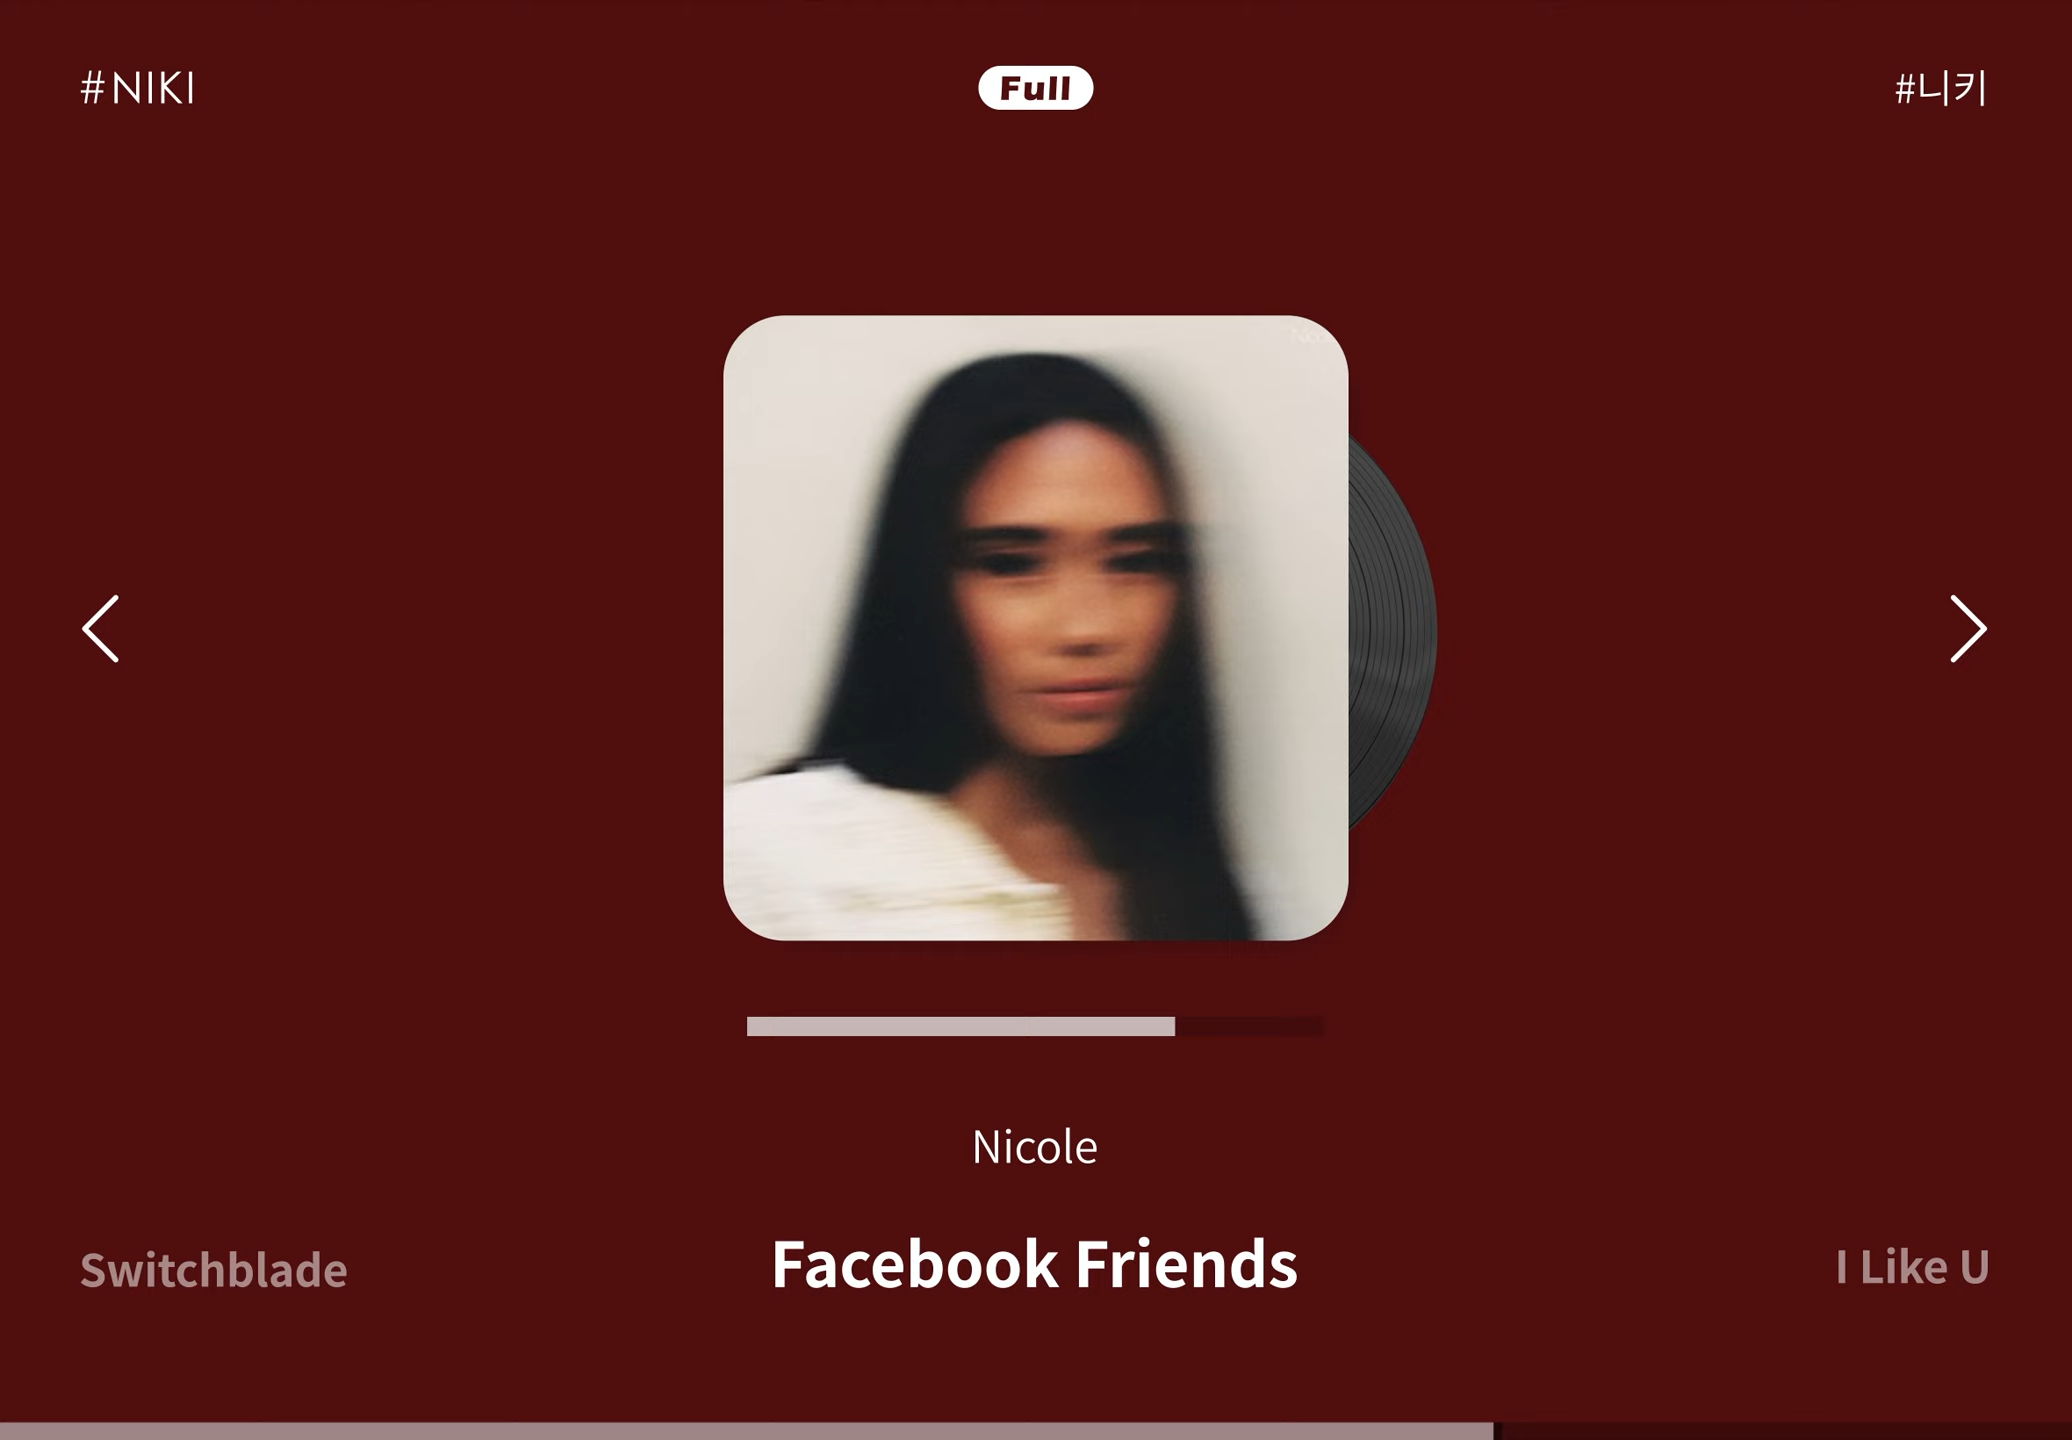 #NIKI
Full
#니키
Nicole
Switchblade
Facebook Friends
I Like U